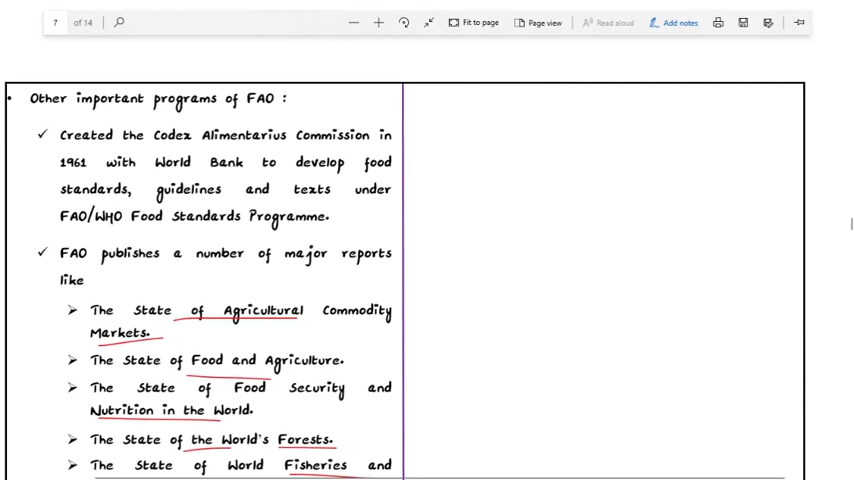 7 of 14 Fit to page Page view Read aloud Add notes
• Other important programs of FAO :
✓ Created the Codex Alimentarius Commission in
1961 with World Bank to develop food
standards, guidelines and texts under
FAO/WHO Food Standards Programme.
✓ FAO publishes a number of major reports
like
➢ The State of Agricultural Commodity
Markets.
➢ The State of Food and Agriculture.
➢ The State of Food Security and
Nutrition in the World.
➢ The State of the World's Forests.
➢ The State of World Fisheries and